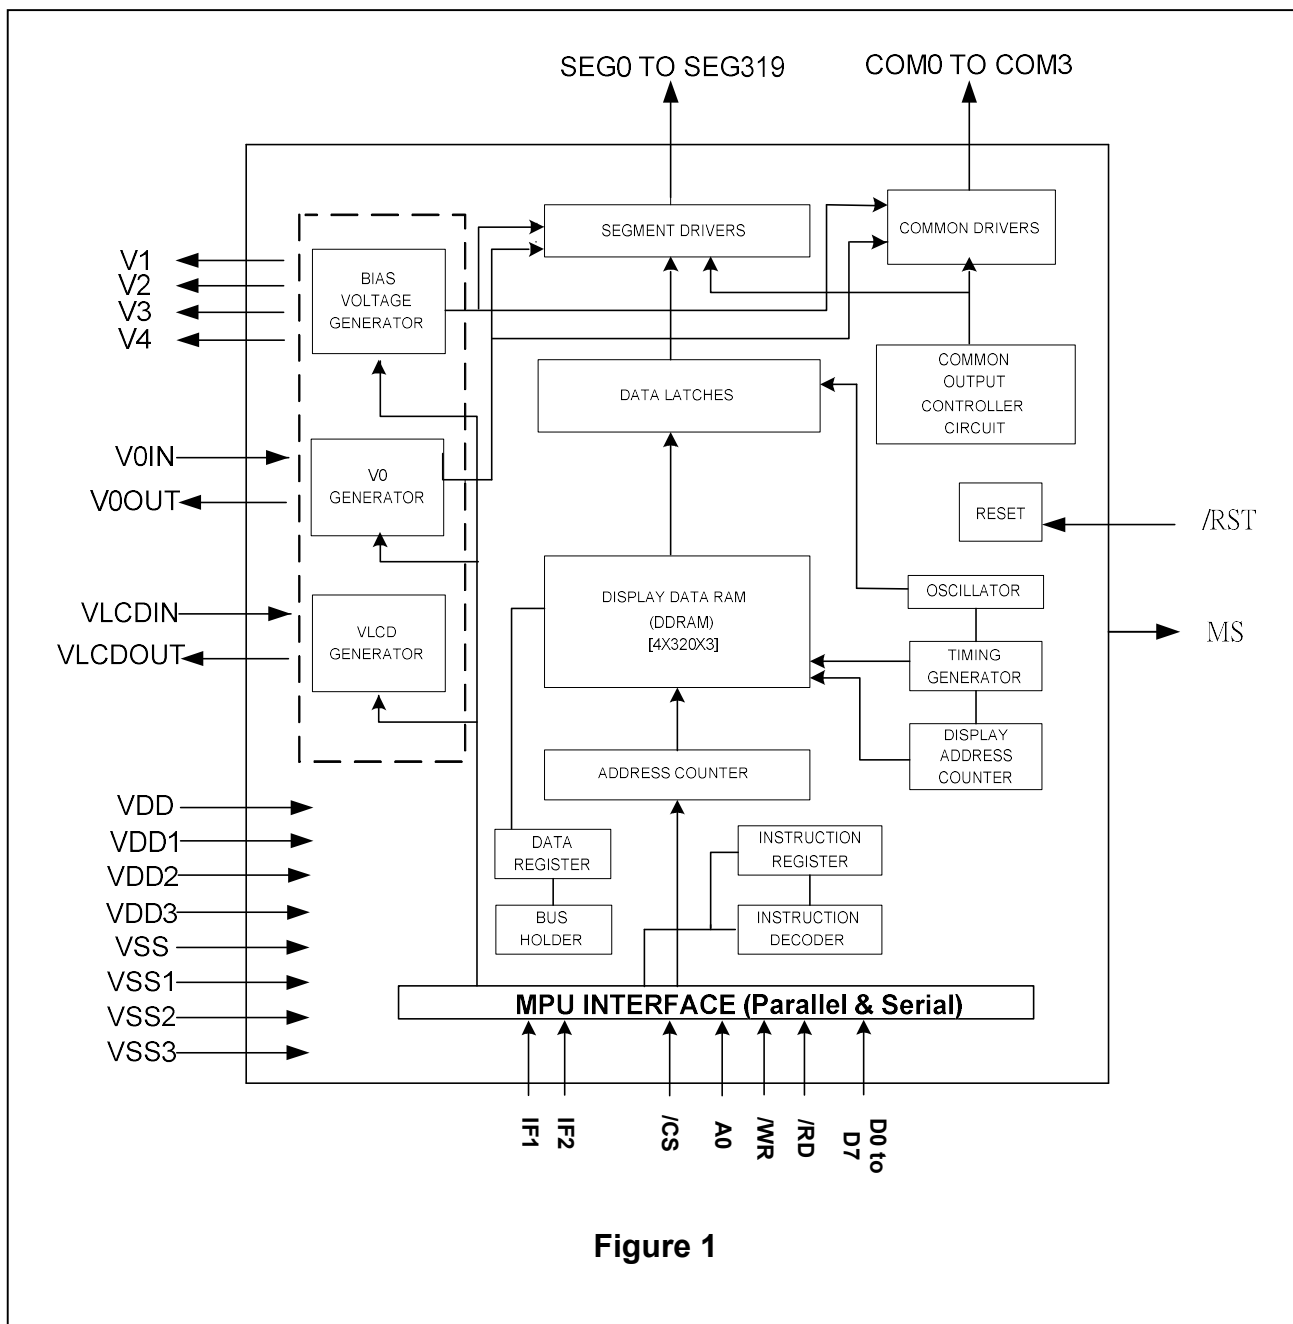 SEG0 TO SEG319
COM0 TO COM3
SEGMENT DRIVERS
COMMON DRIVERS
V1
V2
V3
V4
BIAS
VOLTAGE
GENERATOR
DATA LATCHES
COMMON
OUTPUT
CONTROLLER
CIRCUIT
V0IN
V0OUT
V0
GENERATOR
RESET
/RST
DISPLAY DATA RAM
(DDRAM)
[4X320X3]
OSCILLATOR
VLCDIN
VLCDOUT
VLCD
GENERATOR
TIMING
GENERATOR
MS
DISPLAY
ADDRESS
COUNTER
ADDRESS COUNTER
VDD
VDD1
VDD2
VDD3
VSS
VSS1
VSS2
VSS3
DATA
REGISTER
INSTRUCTION
REGISTER
BUS
HOLDER
INSTRUCTION
DECODER
MPU INTERFACE (Parallel & Serial)
IF1
IF2
/CS
A0
/WR
/RD
D0 to
D7
Figure 1